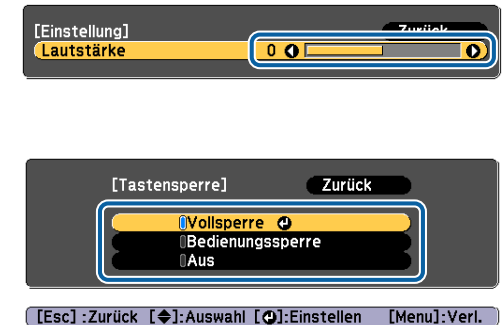 [Einstellung] Zurück
Lautstärke 0
[Tastensperre] Zurück
Vollsperre
Bedienungssperre
Aus
[Esc] :Zurück [◆]:Auswahl [↵]:Einstellen [Menu]:Verl.